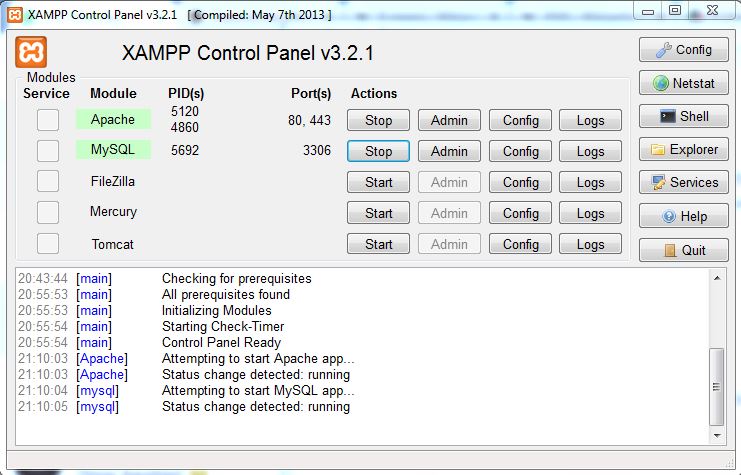 XAMPP Control Panel v3.2.1 [ Compiled: May 7th 2013 ]
XAMPP Control Panel v3.2.1
Config
Modules
Service Module PID(s) Port(s) Actions
Netstat
Apache 5120 4860 80, 443 Stop Admin Config Logs
Shell
MySQL 5692 3306 Stop Admin Config Logs
Explorer
FileZilla Start Admin Config Logs
Services
Mercury Start Admin Config Logs
Help
Tomcat Start Admin Config Logs
Quit
20:43:44 [main] Checking for prerequisites
20:55:53 [main] All prerequisites found
20:55:53 [main] Initializing Modules
20:55:54 [main] Starting Check-Timer
20:55:54 [main] Control Panel Ready
21:10:03 [Apache] Attempting to start Apache app...
21:10:03 [Apache] Status change detected: running
21:10:04 [mysql] Attempting to start MySQL app...
21:10:05 [mysql] Status change detected: running